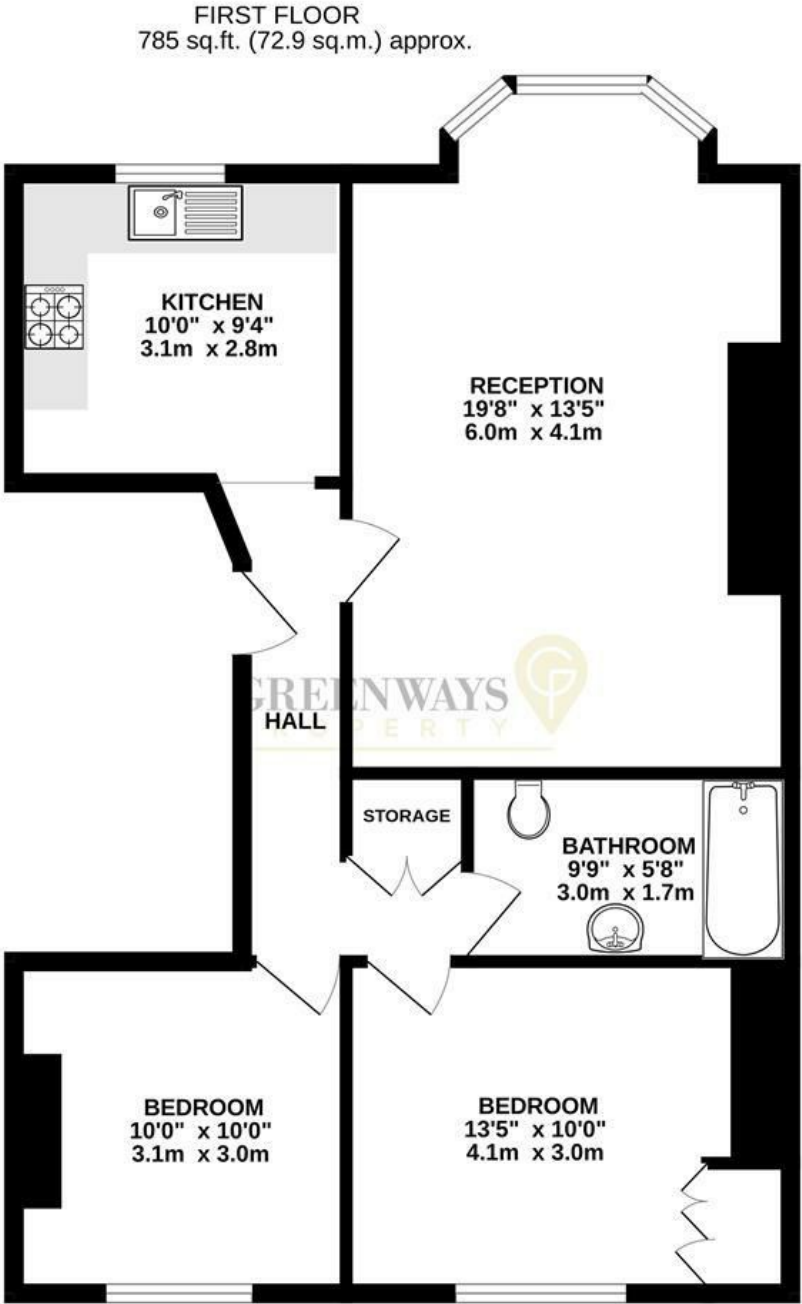 FIRST FLOOR
785 sq.ft. (72.9 sq.m.) approx.
KITCHEN
10'0" x 9'4"
3.1m x 2.8m
RECEPTION
19'8" x 13'5"
6.0m x 4.1m
GREENWAYS
PROPERTY
HALL
STORAGE
BATHROOM
9'9" x 5'8"
3.0m x 1.7m
BEDROOM
10'0" x 10'0"
3.1m x 3.0m
BEDROOM
13'5" x 10'0"
4.1m x 3.0m